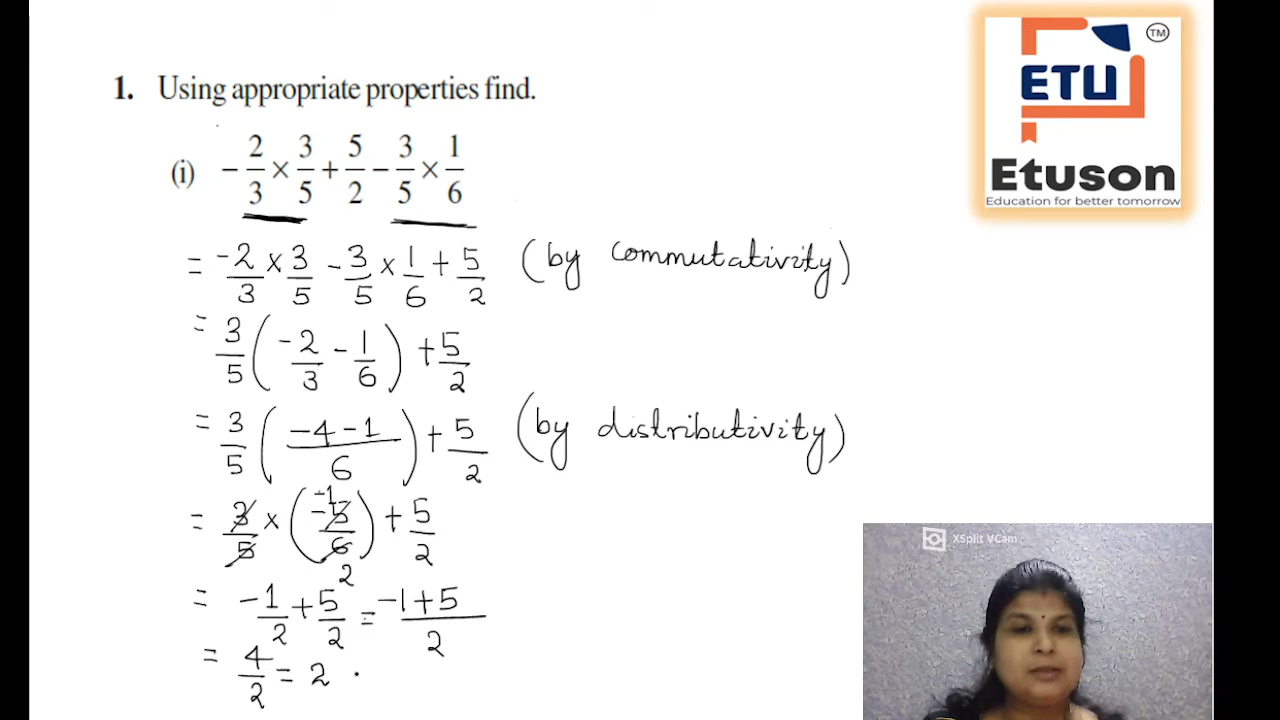 1. Using appropriate properties find.
(i) -2/3 × 3/5 + 5/2 - 3/5 × 1/6
= -2/3 × 3/5 - 3/5 × 1/6 + 5/2 (by commutativity)
= 3/5 (-2/3 - 1/6) + 5/2
= 3/5 (-4-1/6) + 5/2 (by distributivity)
= 3/5 × (-5/6) + 5/2
-1
2
= -1/2 + 5/2 = -1+5/2
= 4/2 = 2 .
TM
ETU
Etuson
Education for better tomorrow
XSplit VCam